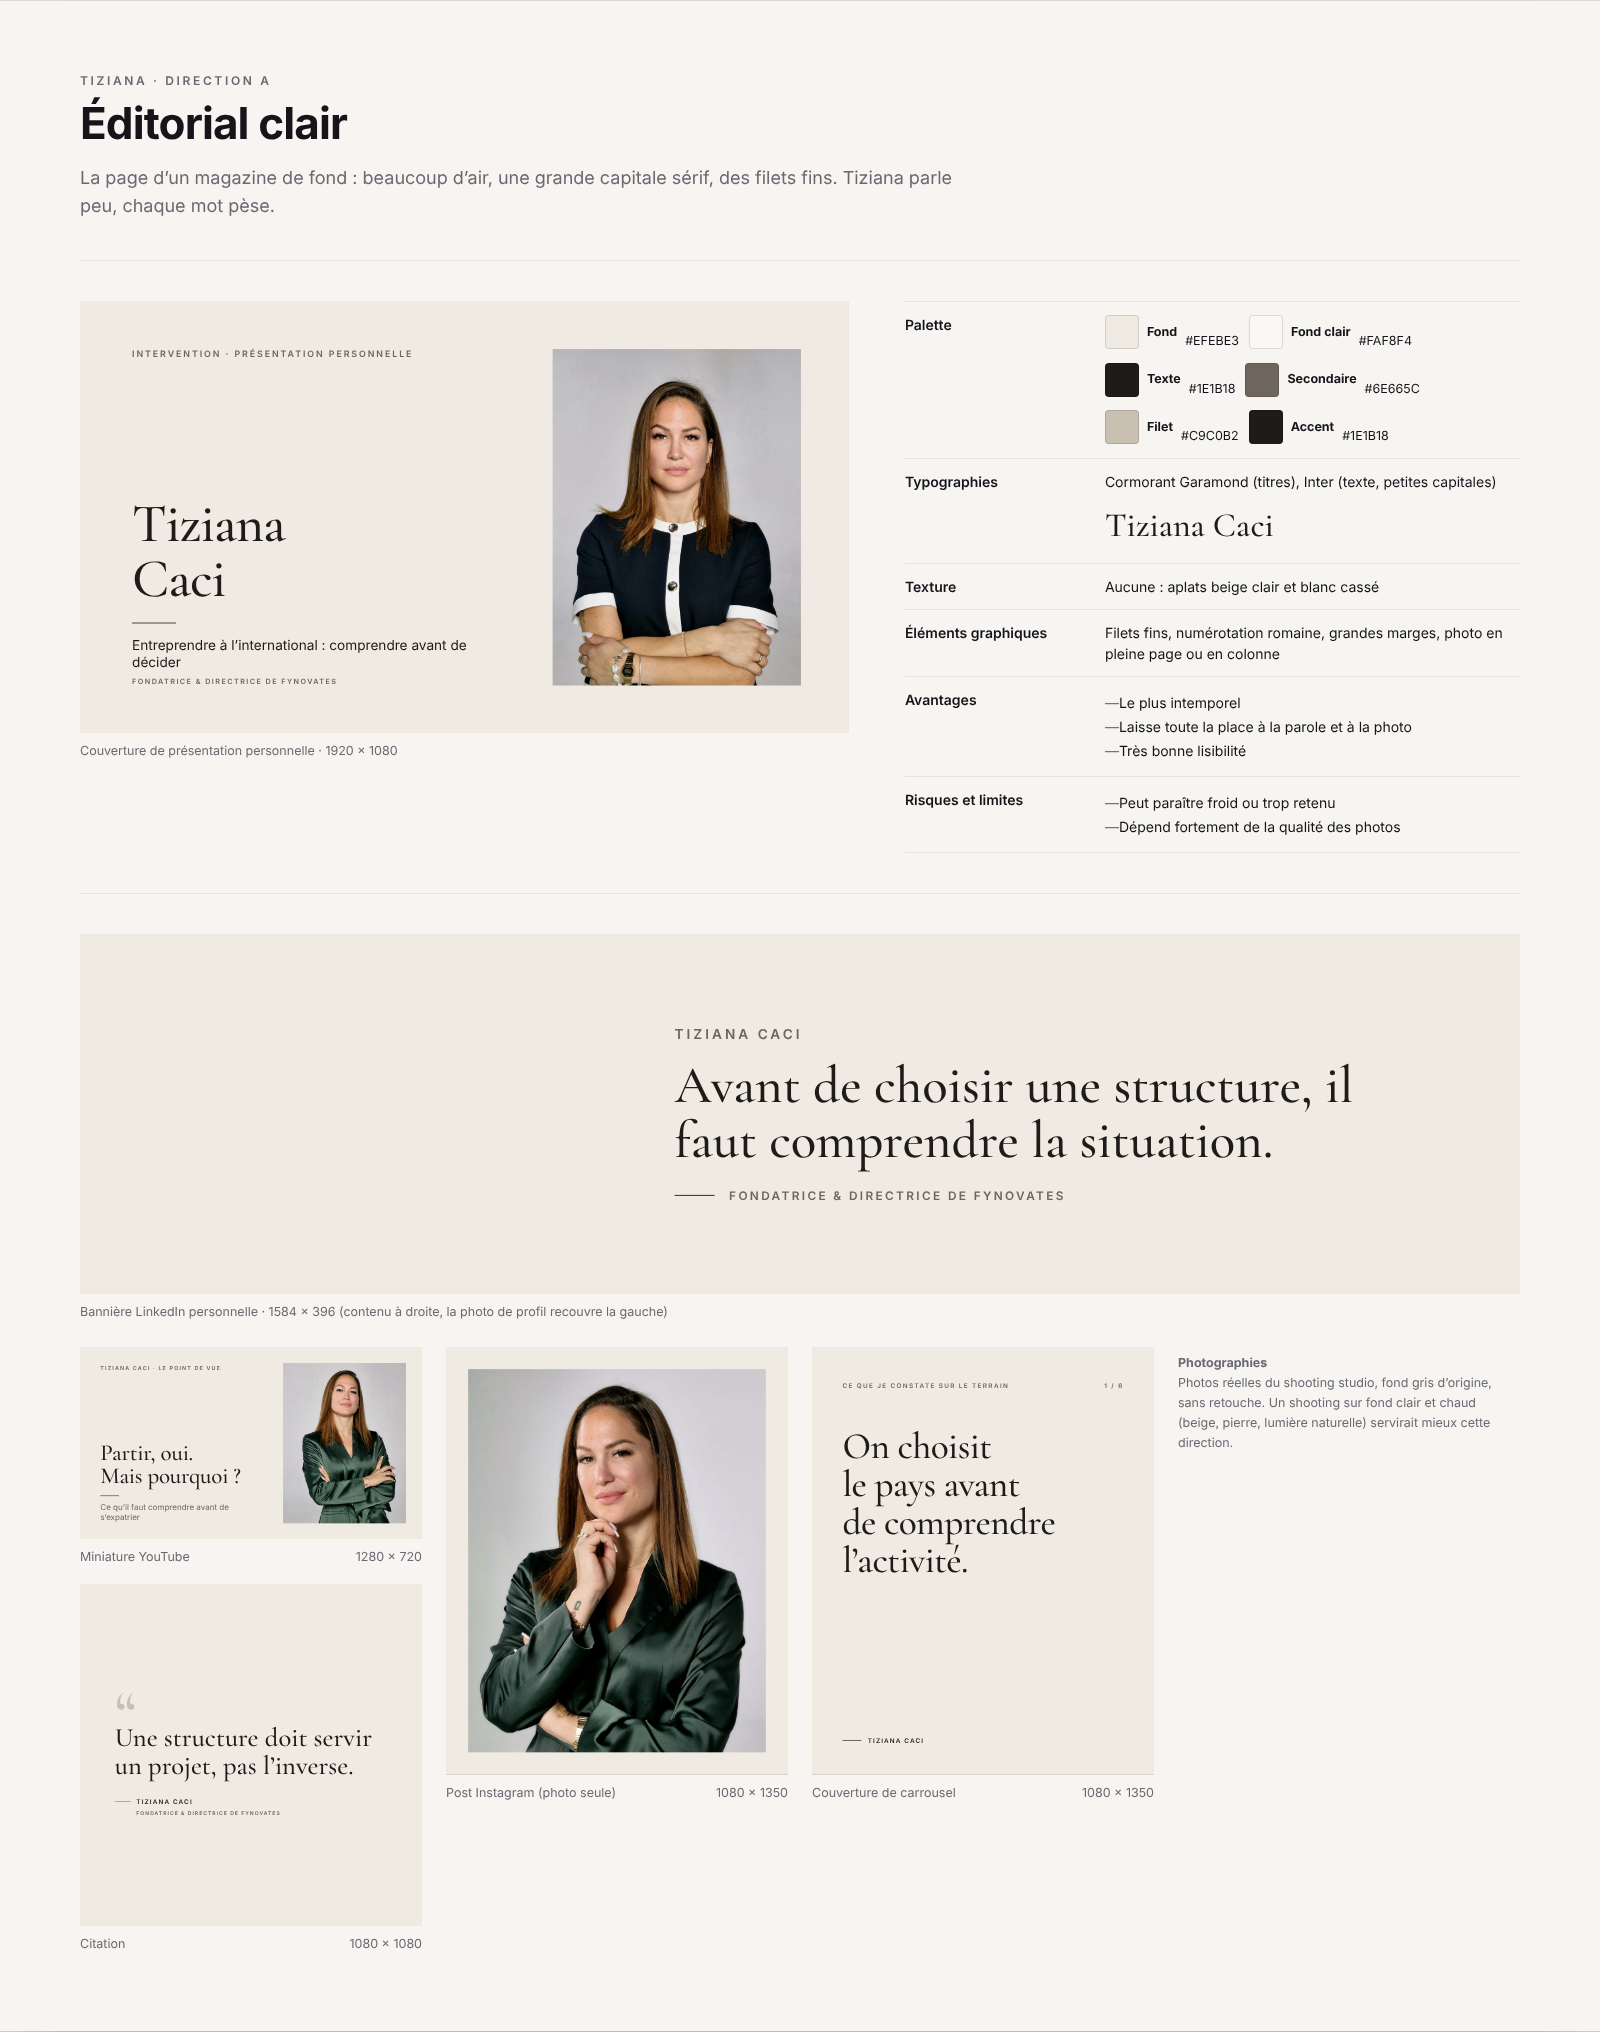 TIZIANA · DIRECTION A
Éditorial clair
La page d’un magazine de fond : beaucoup d’air, une grande capitale sérif, des filets fins. Tiziana parle
peu, chaque mot pèse.
INTERVENTION · PRÉSENTATION PERSONNELLE
Tiziana
Caci
Entreprendre à l’international : comprendre avant de
décider
FONDATRICE & DIRECTRICE DE FYNOVATES
Couverture de présentation personnelle · 1920 × 1080
Palette
Fond #EFEBE3 Fond clair #FAF8F4
Texte #1E1B18 Secondaire #6E665C
Filet #C9C0B2 Accent #1E1B18
Typographies
Cormorant Garamond (titres), Inter (texte, petites capitales)
Tiziana Caci
Texture
Aucune : aplats beige clair et blanc cassé
Éléments graphiques
Filets fins, numérotation romaine, grandes marges, photo en
pleine page ou en colonne
Avantages
—Le plus intemporel
—Laisse toute la place à la parole et à la photo
—Très bonne lisibilité
Risques et limites
—Peut paraître froid ou trop retenu
—Dépend fortement de la qualité des photos
TIZIANA CACI
Avant de choisir une structure, il
faut comprendre la situation.
FONDATRICE & DIRECTRICE DE FYNOVATES
Bannière LinkedIn personnelle · 1584 × 396 (contenu à droite, la photo de profil recouvre la gauche)
TIZIANA CACI · LE POINT DE VUE
Partir, oui.
Mais pourquoi ?
Ce qu’il faut comprendre avant de
s’expatrier
Miniature YouTube 1280 × 720
“
Une structure doit servir
un projet, pas l’inverse.
TIZIANA CACI
FONDATRICE & DIRECTRICE DE FYNOVATES
Citation 1080 × 1080
Post Instagram (photo seule) 1080 × 1350
CE QUE JE CONSTATE SUR LE TERRAIN 1 / 6
On choisit
le pays avant
de comprendre
l’activité.
TIZIANA CACI
Couverture de carrousel 1080 × 1350
Photographies
Photos réelles du shooting studio, fond gris d’origine,
sans retouche. Un shooting sur fond clair et chaud
(beige, pierre, lumière naturelle) servirait mieux cette
direction.